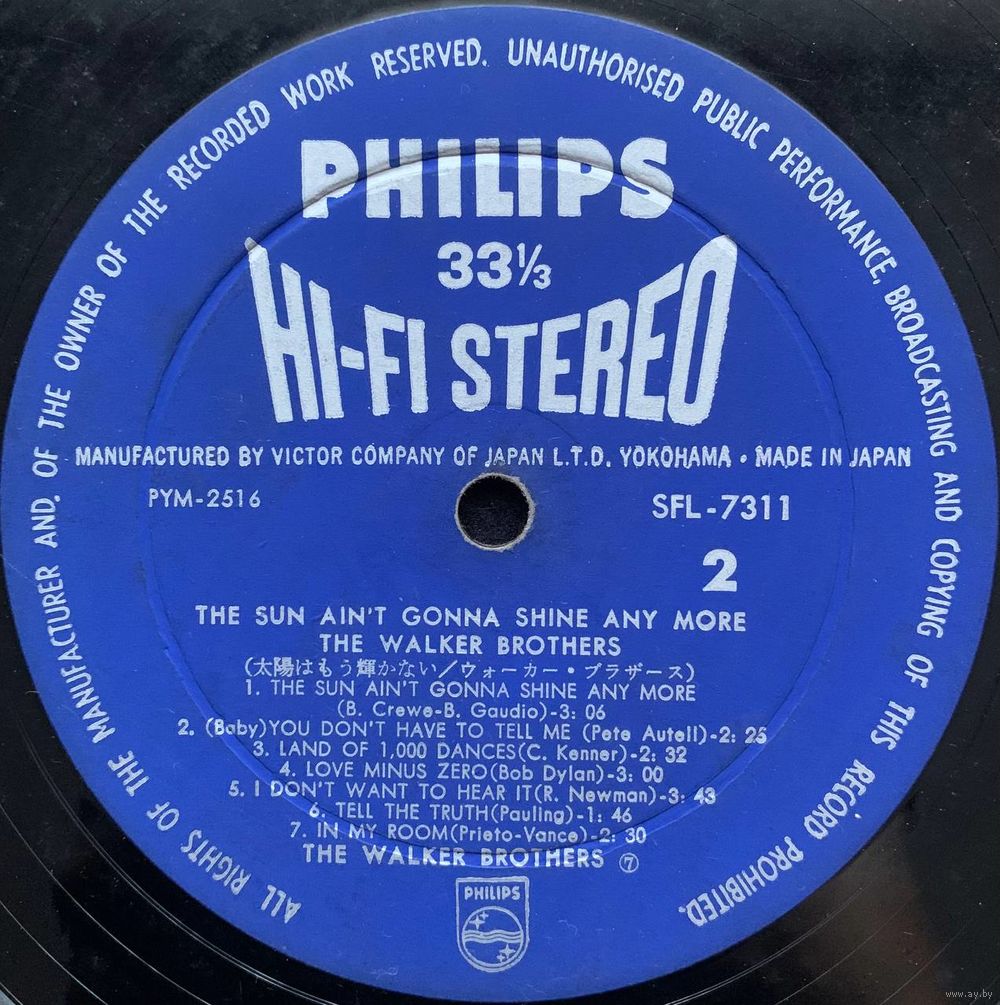 ALL RIGHTS OF THE MANUFACTURER AND, OF THE OWNER OF THE RECORDED WORK RESERVED. UNAUTHORISED PUBLIC PERFORMANCE, BROADCASTING AND COPYING OF THIS RECORD PROHIBITED.
PHILIPS
33⅓
HI-FI STEREO
MANUFACTURED BY VICTOR COMPANY OF JAPAN L.T.D. YOKOHAMA • MADE IN JAPAN
PYM-2516 SFL-7311
2
THE SUN AIN'T GONNA SHINE ANY MORE
THE WALKER BROTHERS
(太陽はもう輝かない/ウォーカー・ブラザース)
1. THE SUN AIN'T GONNA SHINE ANY MORE
(B. Crewe-B. Gaudio)-3: 06
2. (Baby)YOU DON'T HAVE TO TELL ME (Pete Autell)-2: 25
3. LAND OF 1,000 DANCES(C. Kenner)-2: 32
4. LOVE MINUS ZERO(Bob Dylan)-3: 00
5. I DON'T WANT TO HEAR IT(R. Newman)-3: 43
6. TELL THE TRUTH(Pauling)-1: 46
7. IN MY ROOM(Prieto-Vance)-2: 30
THE WALKER BROTHERS ⑦
PHILIPS
www.ay.by